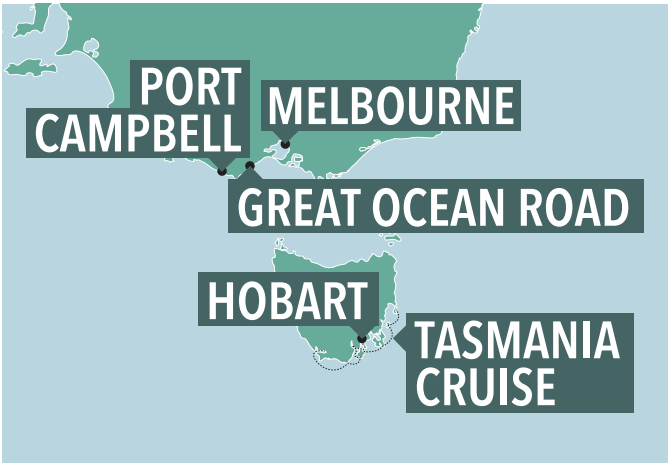 PORT
CAMPBELL
MELBOURNE
GREAT OCEAN ROAD
HOBART
TASMANIA
CRUISE